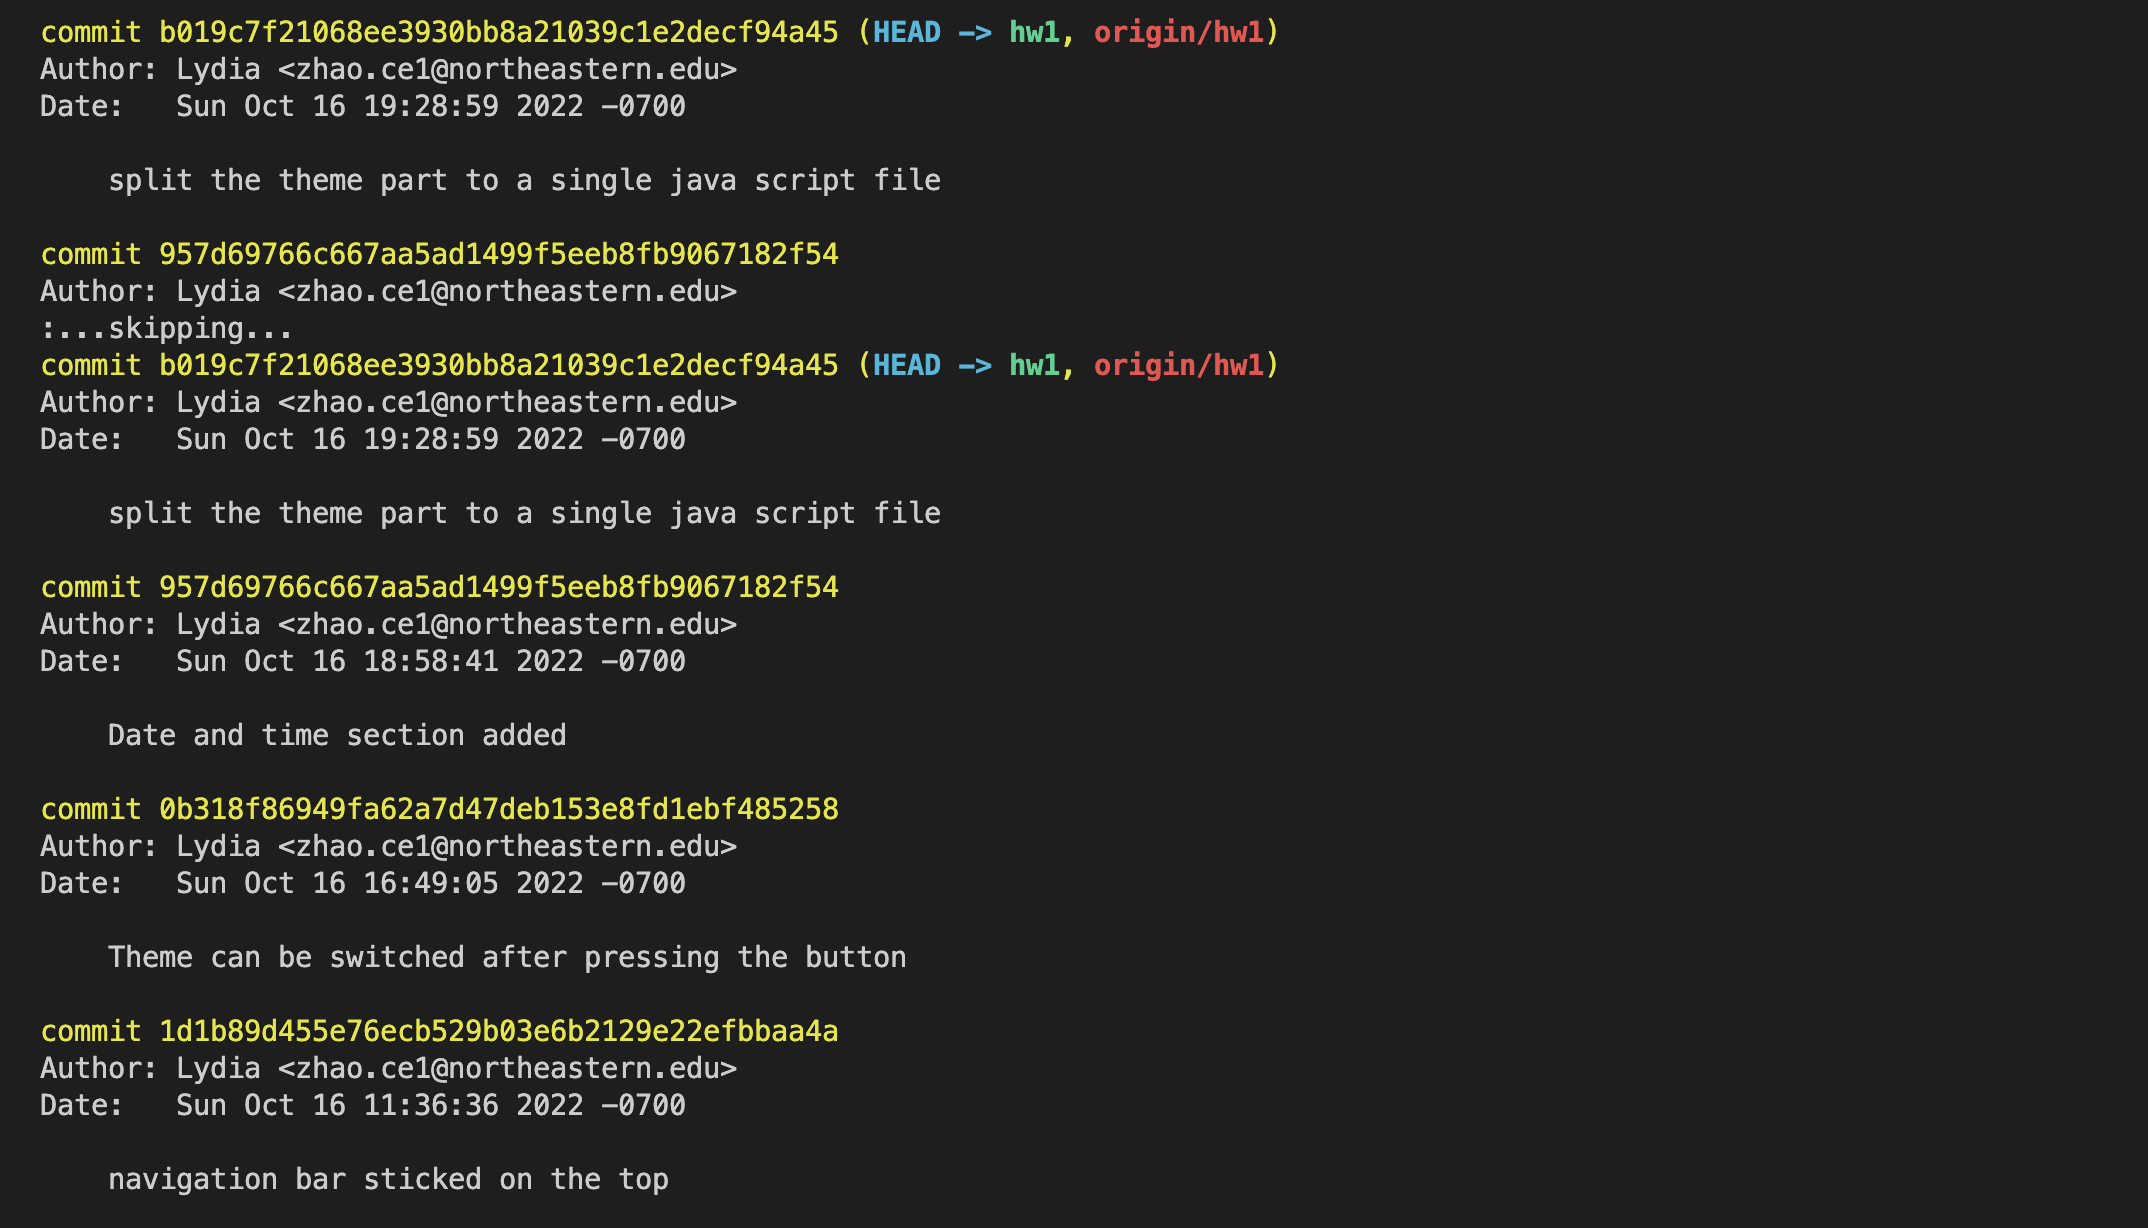 commit b019c7f21068ee3930bb8a21039c1e2decf94a45 (HEAD -> hw1, origin/hw1)
Author: Lydia <zhao.ce1@northeastern.edu>
Date:   Sun Oct 16 19:28:59 2022 -0700
    split the theme part to a single java script file
commit 957d69766c667aa5ad1499f5eeb8fb9067182f54
Author: Lydia <zhao.ce1@northeastern.edu>
:...skipping...
commit b019c7f21068ee3930bb8a21039c1e2decf94a45 (HEAD -> hw1, origin/hw1)
Author: Lydia <zhao.ce1@northeastern.edu>
Date:   Sun Oct 16 19:28:59 2022 -0700
    split the theme part to a single java script file
commit 957d69766c667aa5ad1499f5eeb8fb9067182f54
Author: Lydia <zhao.ce1@northeastern.edu>
Date:   Sun Oct 16 18:58:41 2022 -0700
    Date and time section added
commit 0b318f86949fa62a7d47deb153e8fd1ebf485258
Author: Lydia <zhao.ce1@northeastern.edu>
Date:   Sun Oct 16 16:49:05 2022 -0700
    Theme can be switched after pressing the button
commit 1d1b89d455e76ecb529b03e6b2129e22efbbaa4a
Author: Lydia <zhao.ce1@northeastern.edu>
Date:   Sun Oct 16 11:36:36 2022 -0700
    navigation bar sticked on the top